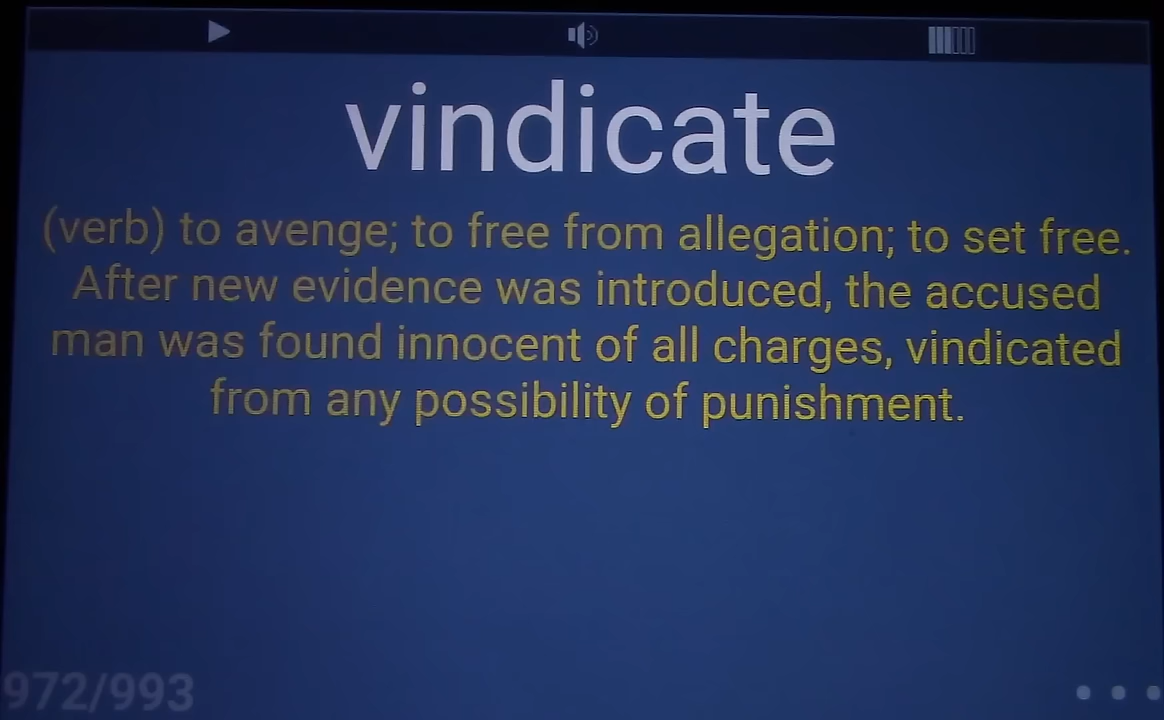 vindicate
(verb) to avenge; to free from allegation; to set free.
After new evidence was introduced, the accused
man was found innocent of all charges, vindicated
from any possibility of punishment.
972/993